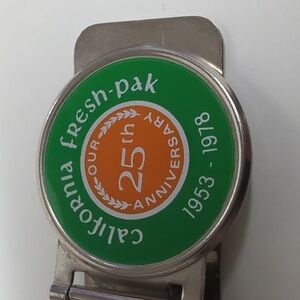 California Fresh-Pak
OUR
25th
ANNIVERSARY
1953 - 1978